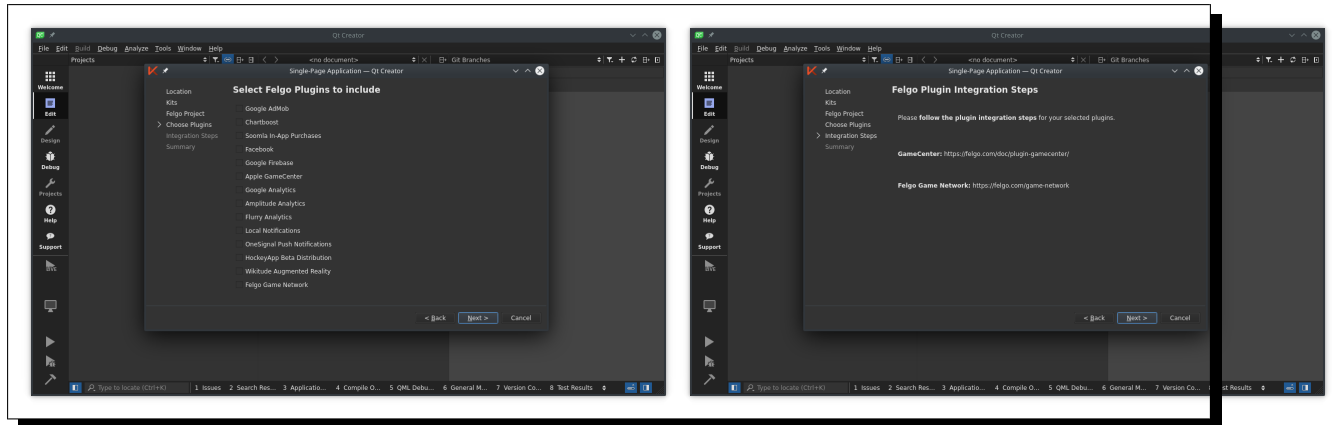 Qt Creator
File Edit Build Debug Analyze Tools Window Help
Projects <no document> Git Branches
Single-Page Application — Qt Creator
Welcome
Edit
Design
Debug
Projects
Help
Support
LIVE
Location
Kits
Felgo Project
Choose Plugins
Integration Steps
Summary
Select Felgo Plugins to include
Google AdMob
Chartboost
Soomla In-App Purchases
Facebook
Google Firebase
Apple GameCenter
Google Analytics
Amplitude Analytics
Flurry Analytics
Local Notifications
OneSignal Push Notifications
HockeyApp Beta Distribution
Wikitude Augmented Reality
Felgo Game Network
< Back Next > Cancel
Type to locate (Ctrl+K) 1 Issues 2 Search Res... 3 Applicatio... 4 Compile O... 5 QML Debu... 6 General M... 7 Version Co... 8 Test Results
Qt Creator
File Edit Build Debug Analyze Tools Window Help
Projects <no document> Git Branches
Single-Page Application — Qt Creator
Welcome
Edit
Design
Debug
Projects
Help
Support
LIVE
Location
Kits
Felgo Project
Choose Plugins
Integration Steps
Summary
Felgo Plugin Integration Steps
Please follow the plugin integration steps for your selected plugins.
GameCenter: https://felgo.com/doc/plugin-gamecenter/
Felgo Game Network: https://felgo.com/game-network
< Back Next > Cancel
Type to locate (Ctrl+K) 1 Issues 2 Search Res... 3 Applicatio... 4 Compile O... 5 QML Debu... 6 General M... 7 Version Co... st Results